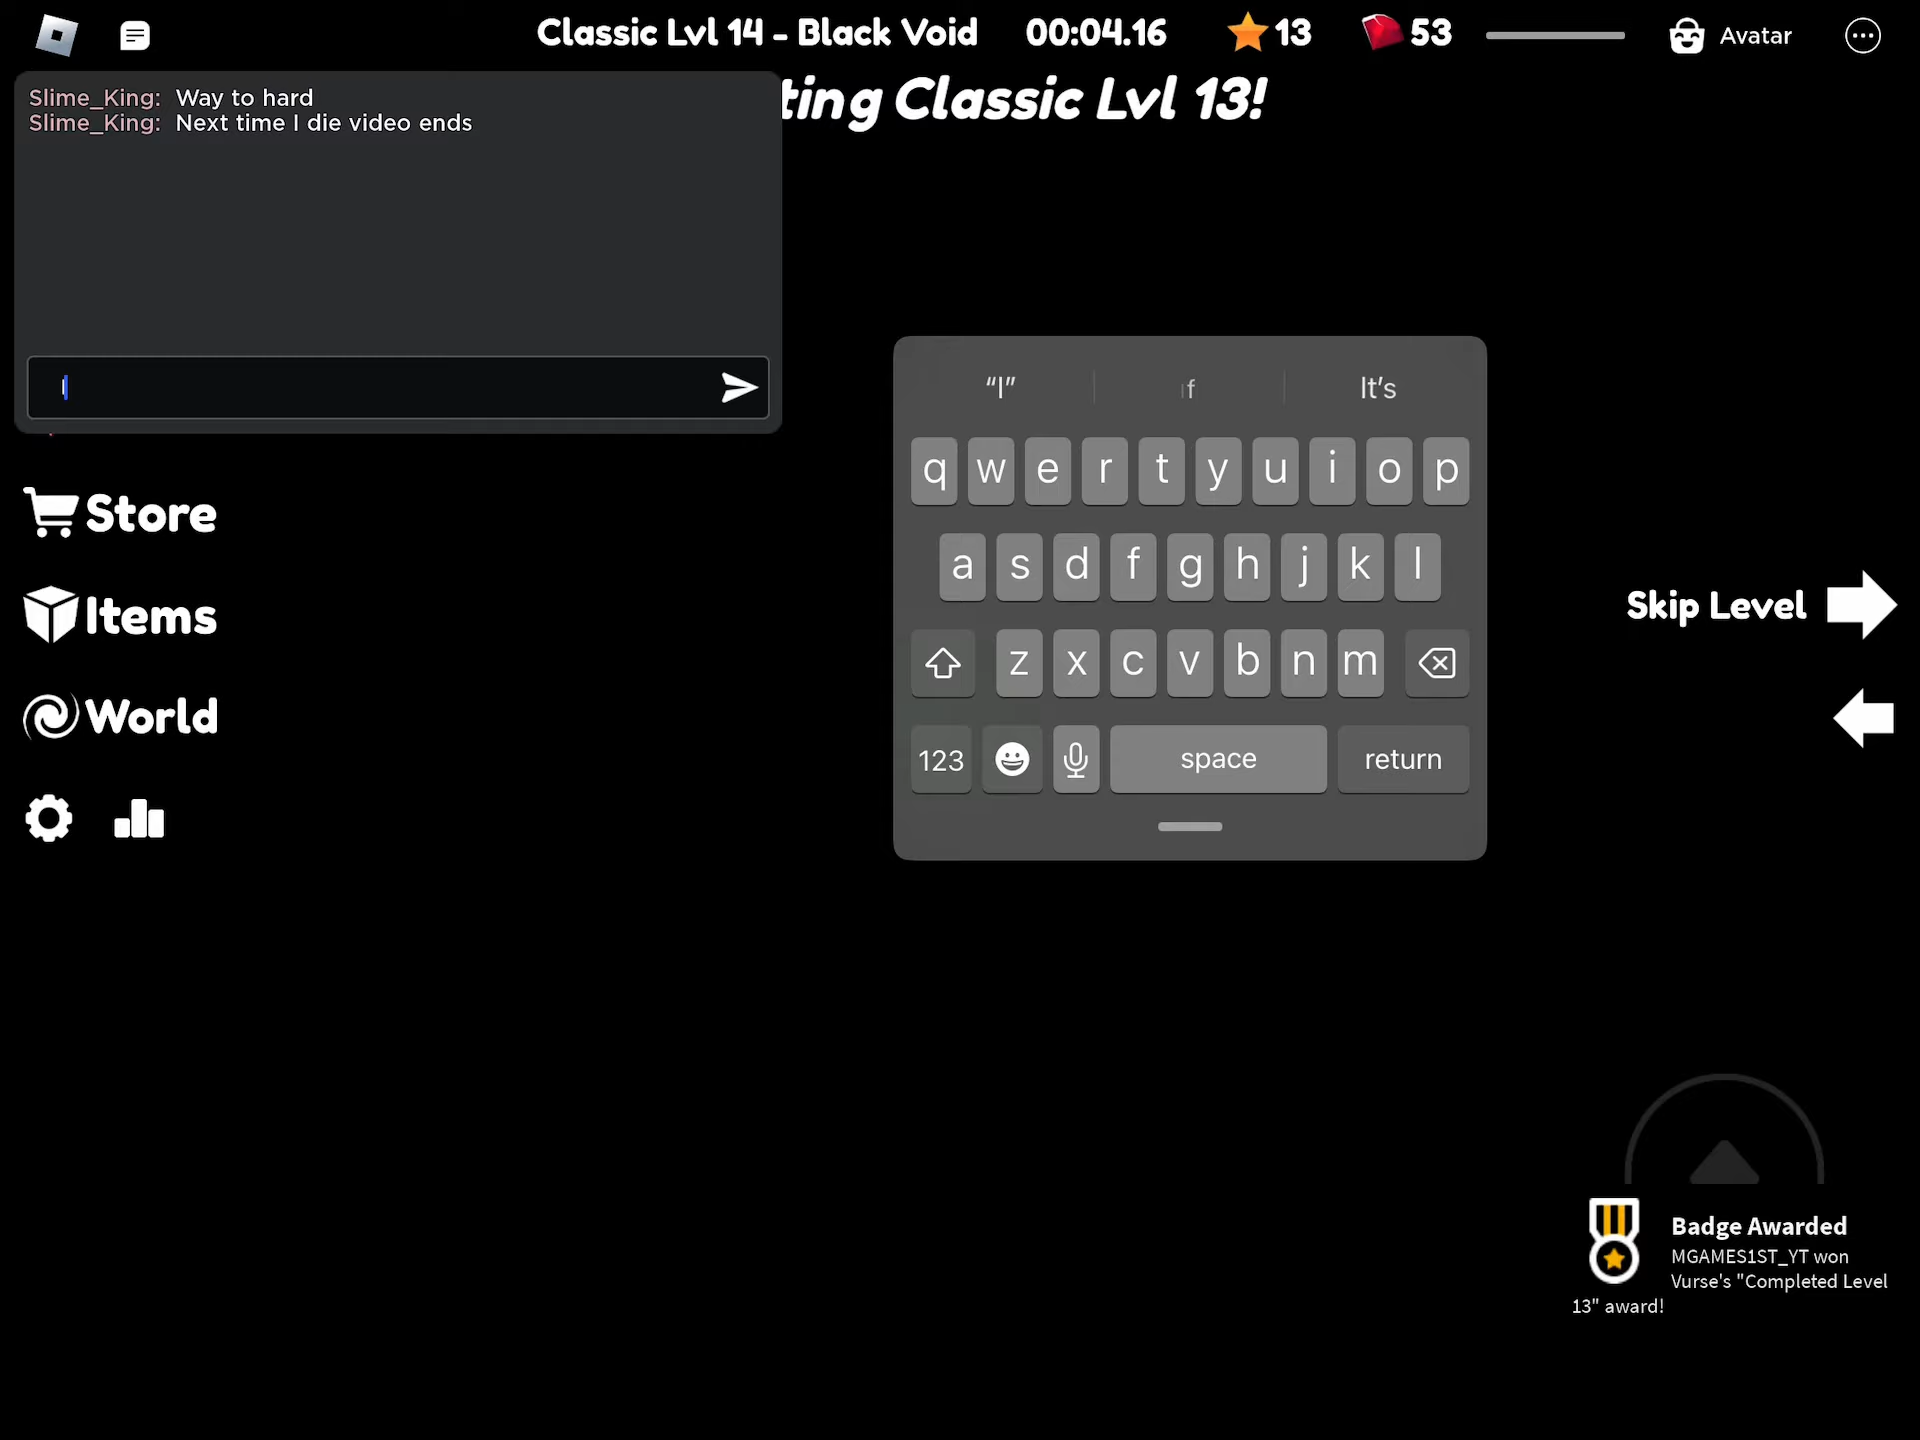 Classic Lvl 14 - Black Void 00:04.16 13 53 Avatar
ting Classic Lvl 13!
Slime_King: Way to hard
Slime_King: Next time I die video ends
I
“I” If It’s
q w e r t y u i o p
a s d f g h j k l
z x c v b n m
123 space return
Store
Items
World
Skip Level
Badge Awarded
MGAMES1ST_YT won
Vurse's "Completed Level
13" award!